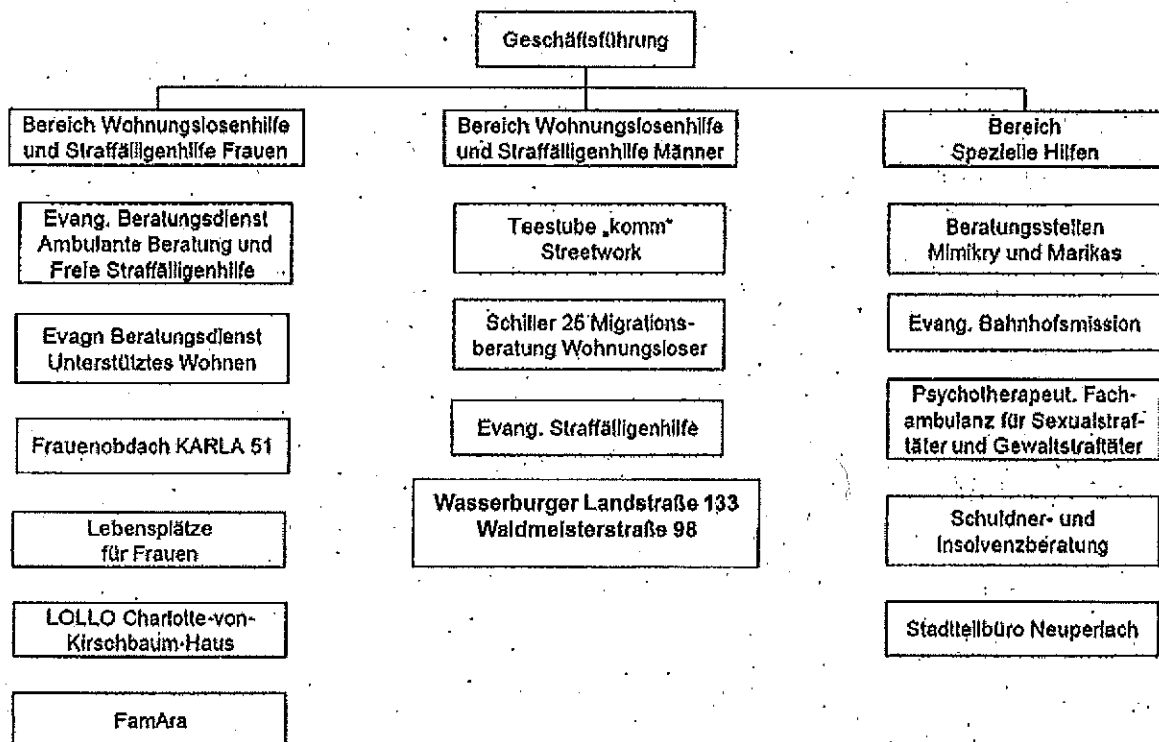 Geschäftsführung
Bereich Wohnungslosenhilfe
und Straffälligenhilfe Frauen
Evang. Beratungsdienst
Ambulante Beratung und
Freie Straffälligenhilfe
Evagn Beratungsdienst
Unterstütztes Wohnen
Frauenobdach KARLA 51
Lebensplätze
für Frauen
LOLLO Charlotte-von-
Kirschbaum-Haus
FamAra
Bereich Wohnungslosenhilfe
und Straffälligenhilfe Männer
Teestube „komm“
Streetwork
Schiller 25 Migrations-
beratung Wohnungsloser
Evang. Straffälligenhilfe
Wasserburger Landstraße 133
Waldmeisterstraße 98
Bereich
Spezielle Hilfen
Beratungsstellen
Mimikry und Marikas
Evang. Bahnhofsmission
Psychotherapeut. Fach-
ambulanz für Sexualstraf-
täter und Gewaltstraftäter
Schuldner- und
Insolvenzberatung
Stadtteilbüro Neuperlach